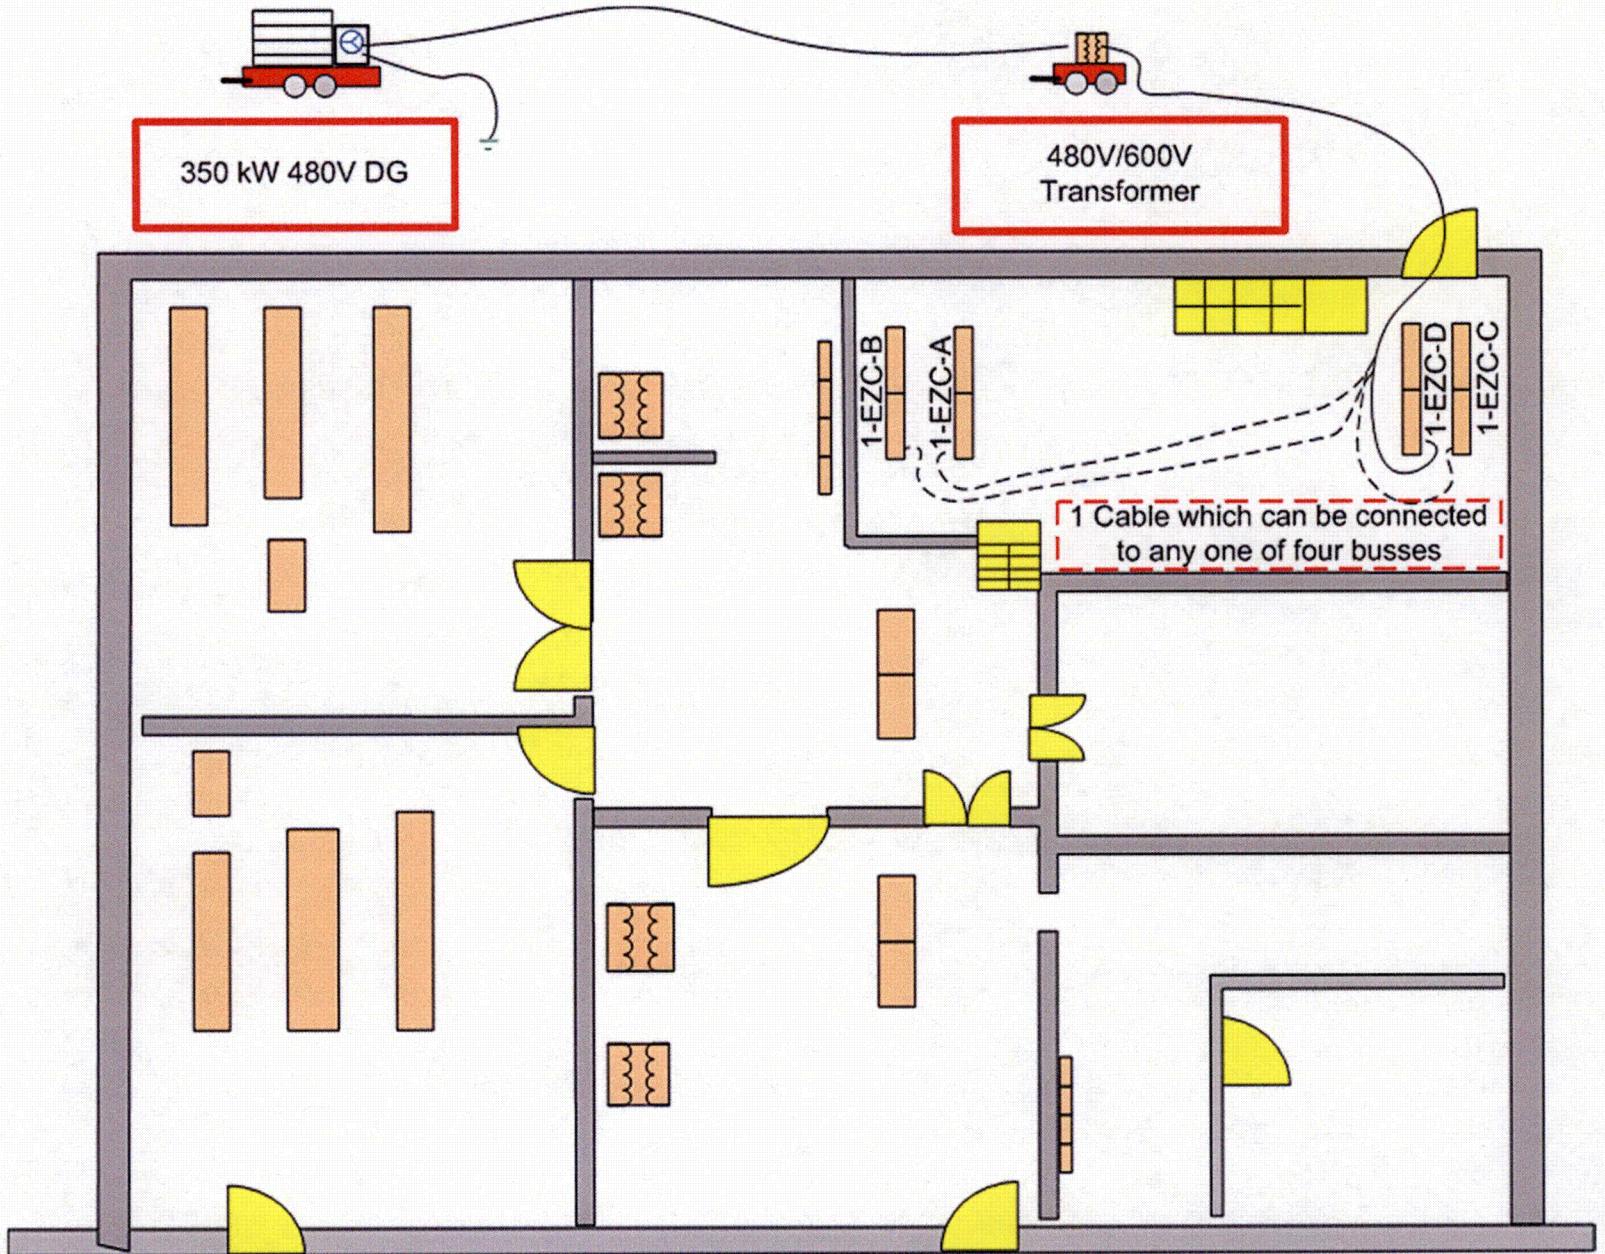 350 kW 480V DG
480V/600V
Transformer
1-EZC-B
1-EZC-A
1-EZC-D
1-EZC-C
1 Cable which can be connected
to any one of four busses